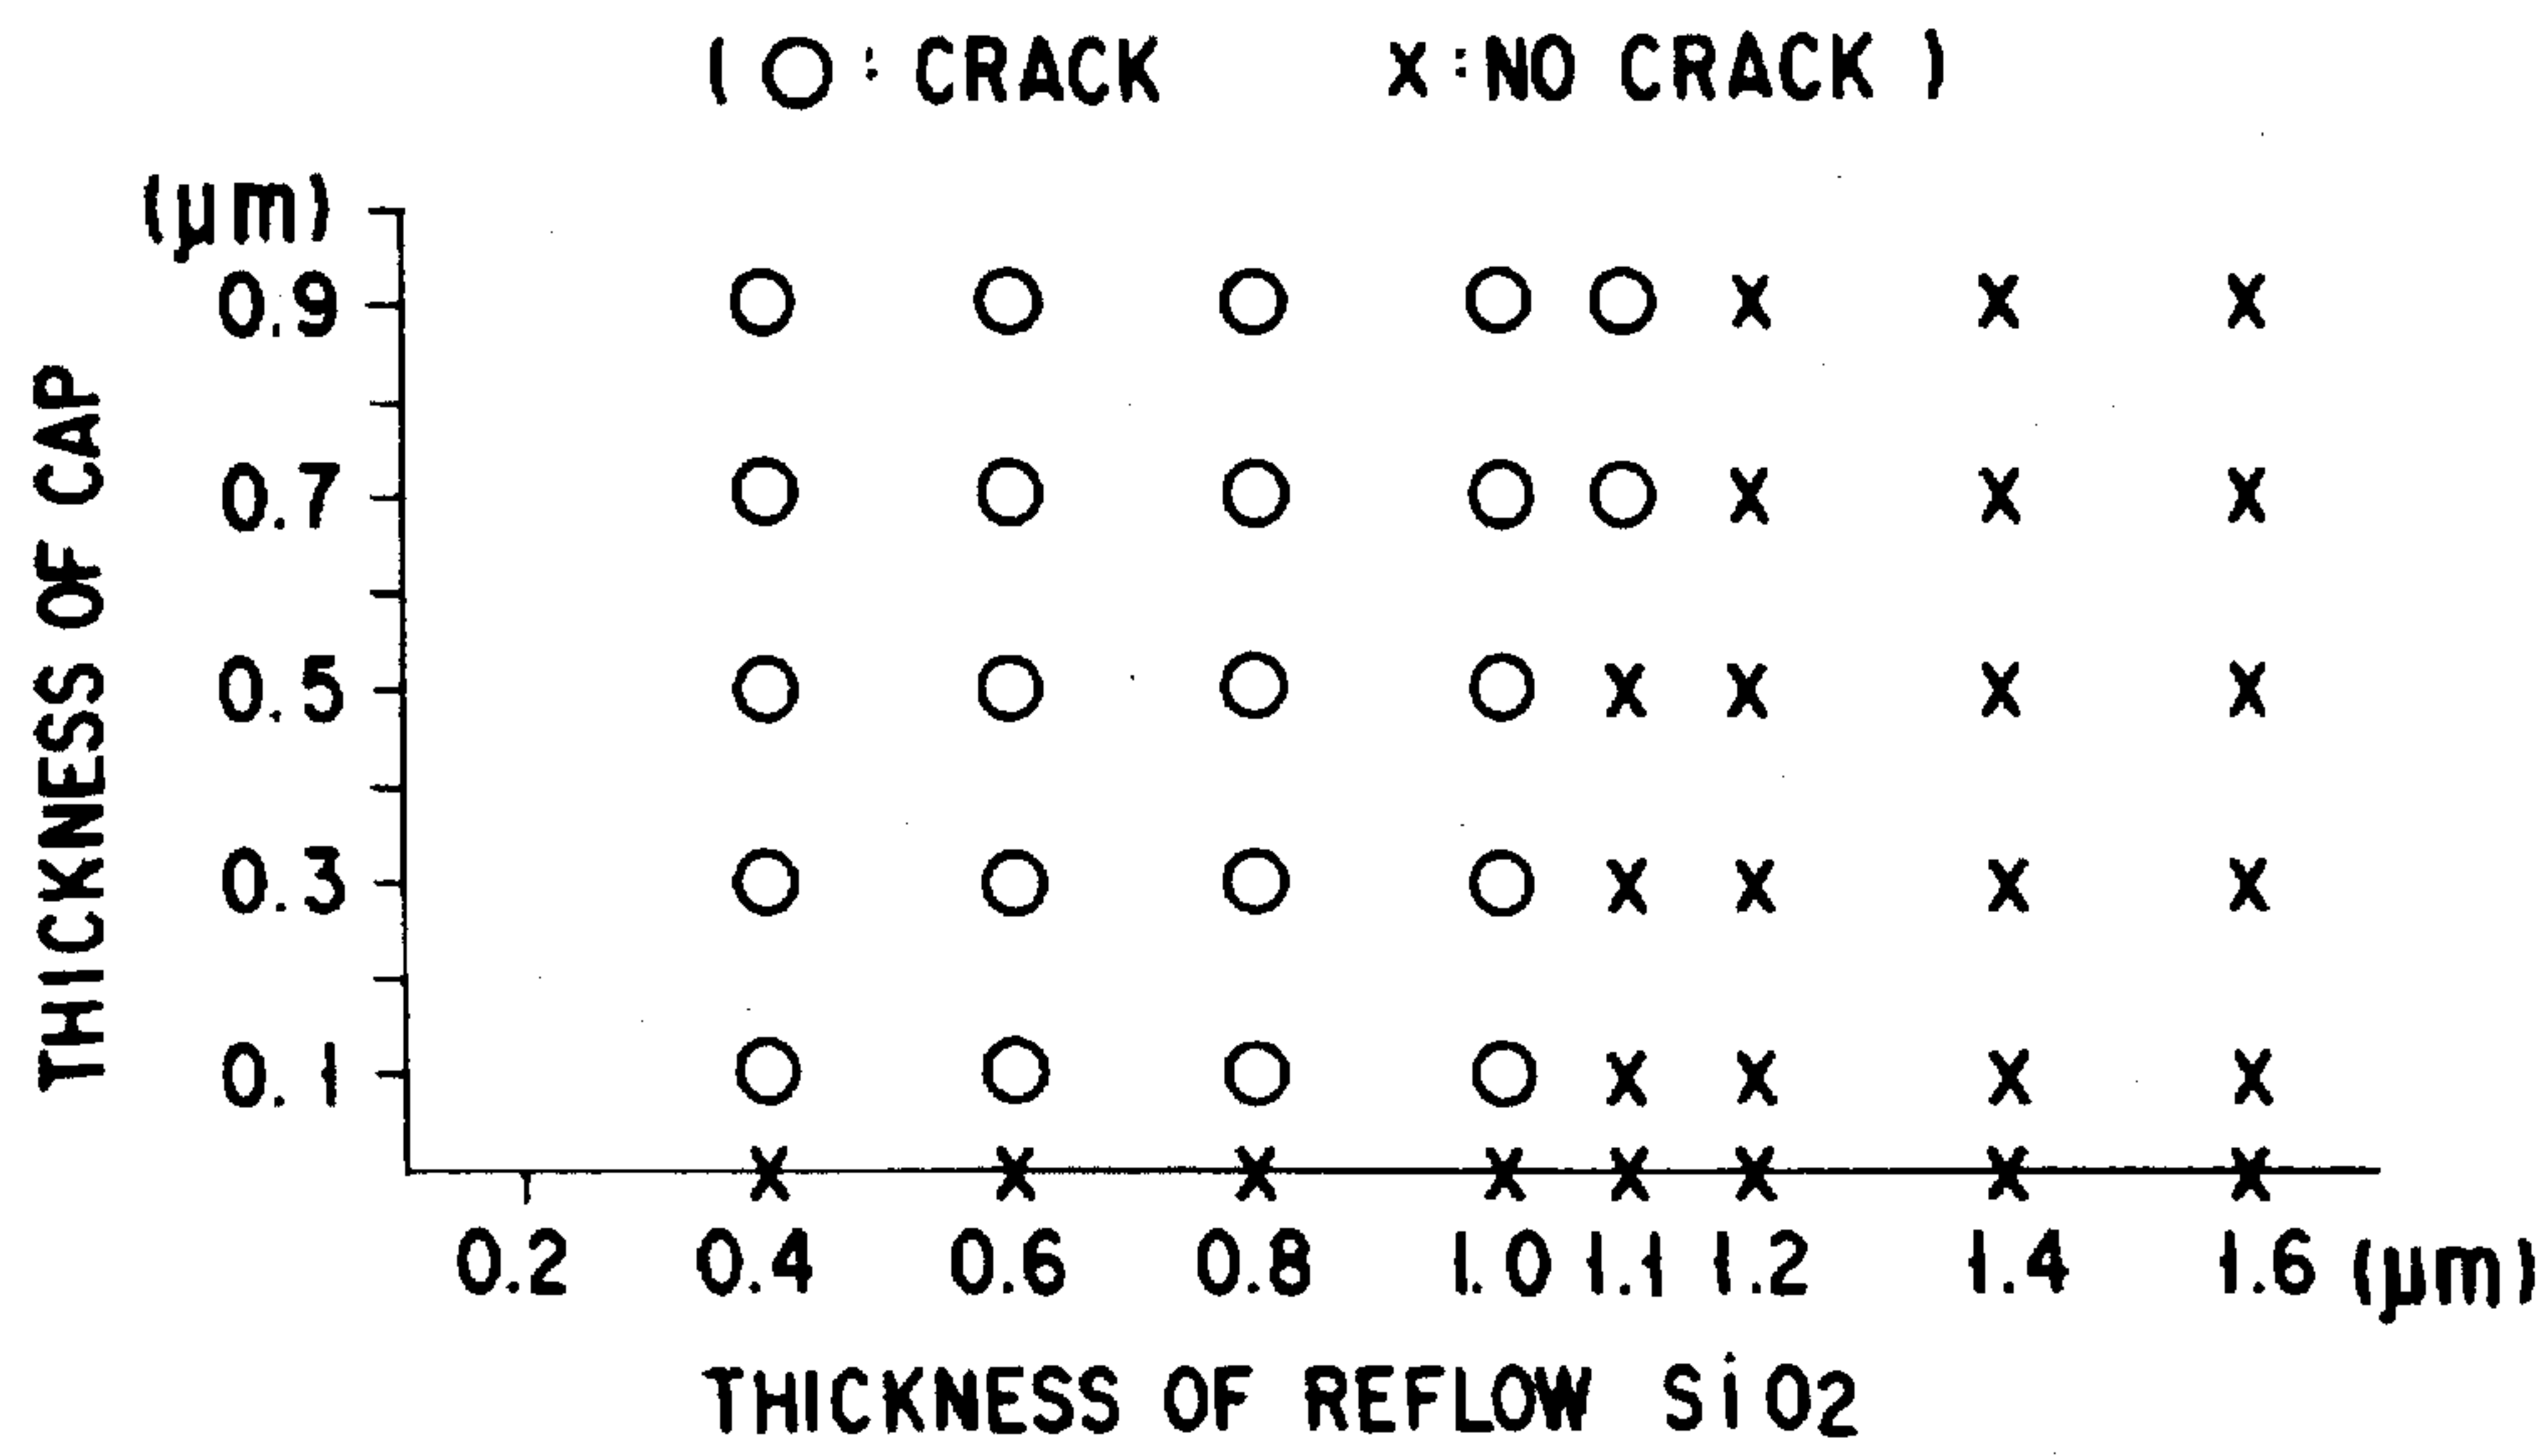 ( ○ : CRACK x : NO CRACK )
(µm)
0.9
0.7
0.5
0.3
0.1
THICKNESS OF CAP
0.2 0.4 0.6 0.8 1.0 1.1 1.2 1.4 1.6 (µm)
THICKNESS OF REFLOW SiO2